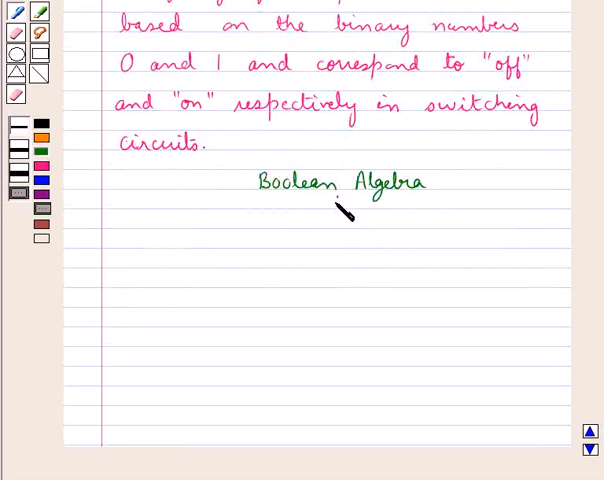 based on the binary numbers
0 and 1 and correspond to "off"
and "on" respectively in switching
circuits.
Boolean Algebra